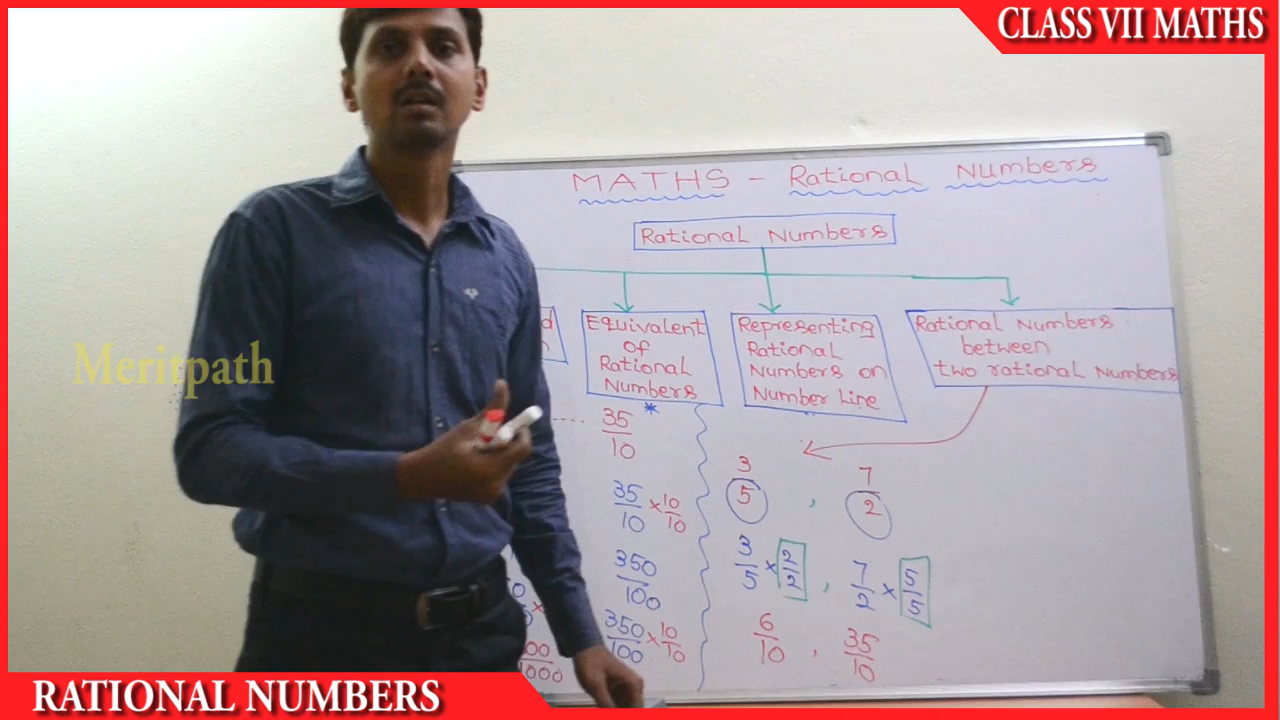 CLASS VII MATHS
MATHS - Rational Numbers
Rational Numbers
Equivalent
of
Rational
Numbers
Representing
Rational
Numbers on
Number Line
Rational Numbers
between
two rational Numbers
Meritpath
35/10 *
35/10 × 10/10
350/100
350/100 × 10/10
3/5 , 7/2
3/5 × 2/2 , 7/2 × 5/5
6/10 , 35/10
RATIONAL NUMBERS